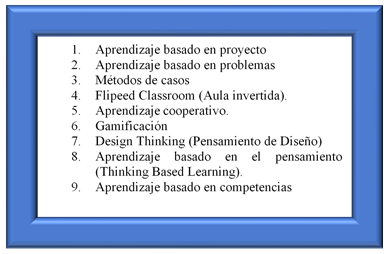 1. Aprendizaje basado en proyecto
2. Aprendizaje basado en problemas
3. Métodos de casos
4. Flipeed Classroom (Aula invertida).
5. Aprendizaje cooperativo.
6. Gamificación
7. Design Thinking (Pensamiento de Diseño)
8. Aprendizaje basado en el pensamiento
(Thinking Based Learning).
9. Aprendizaje basado en competencias